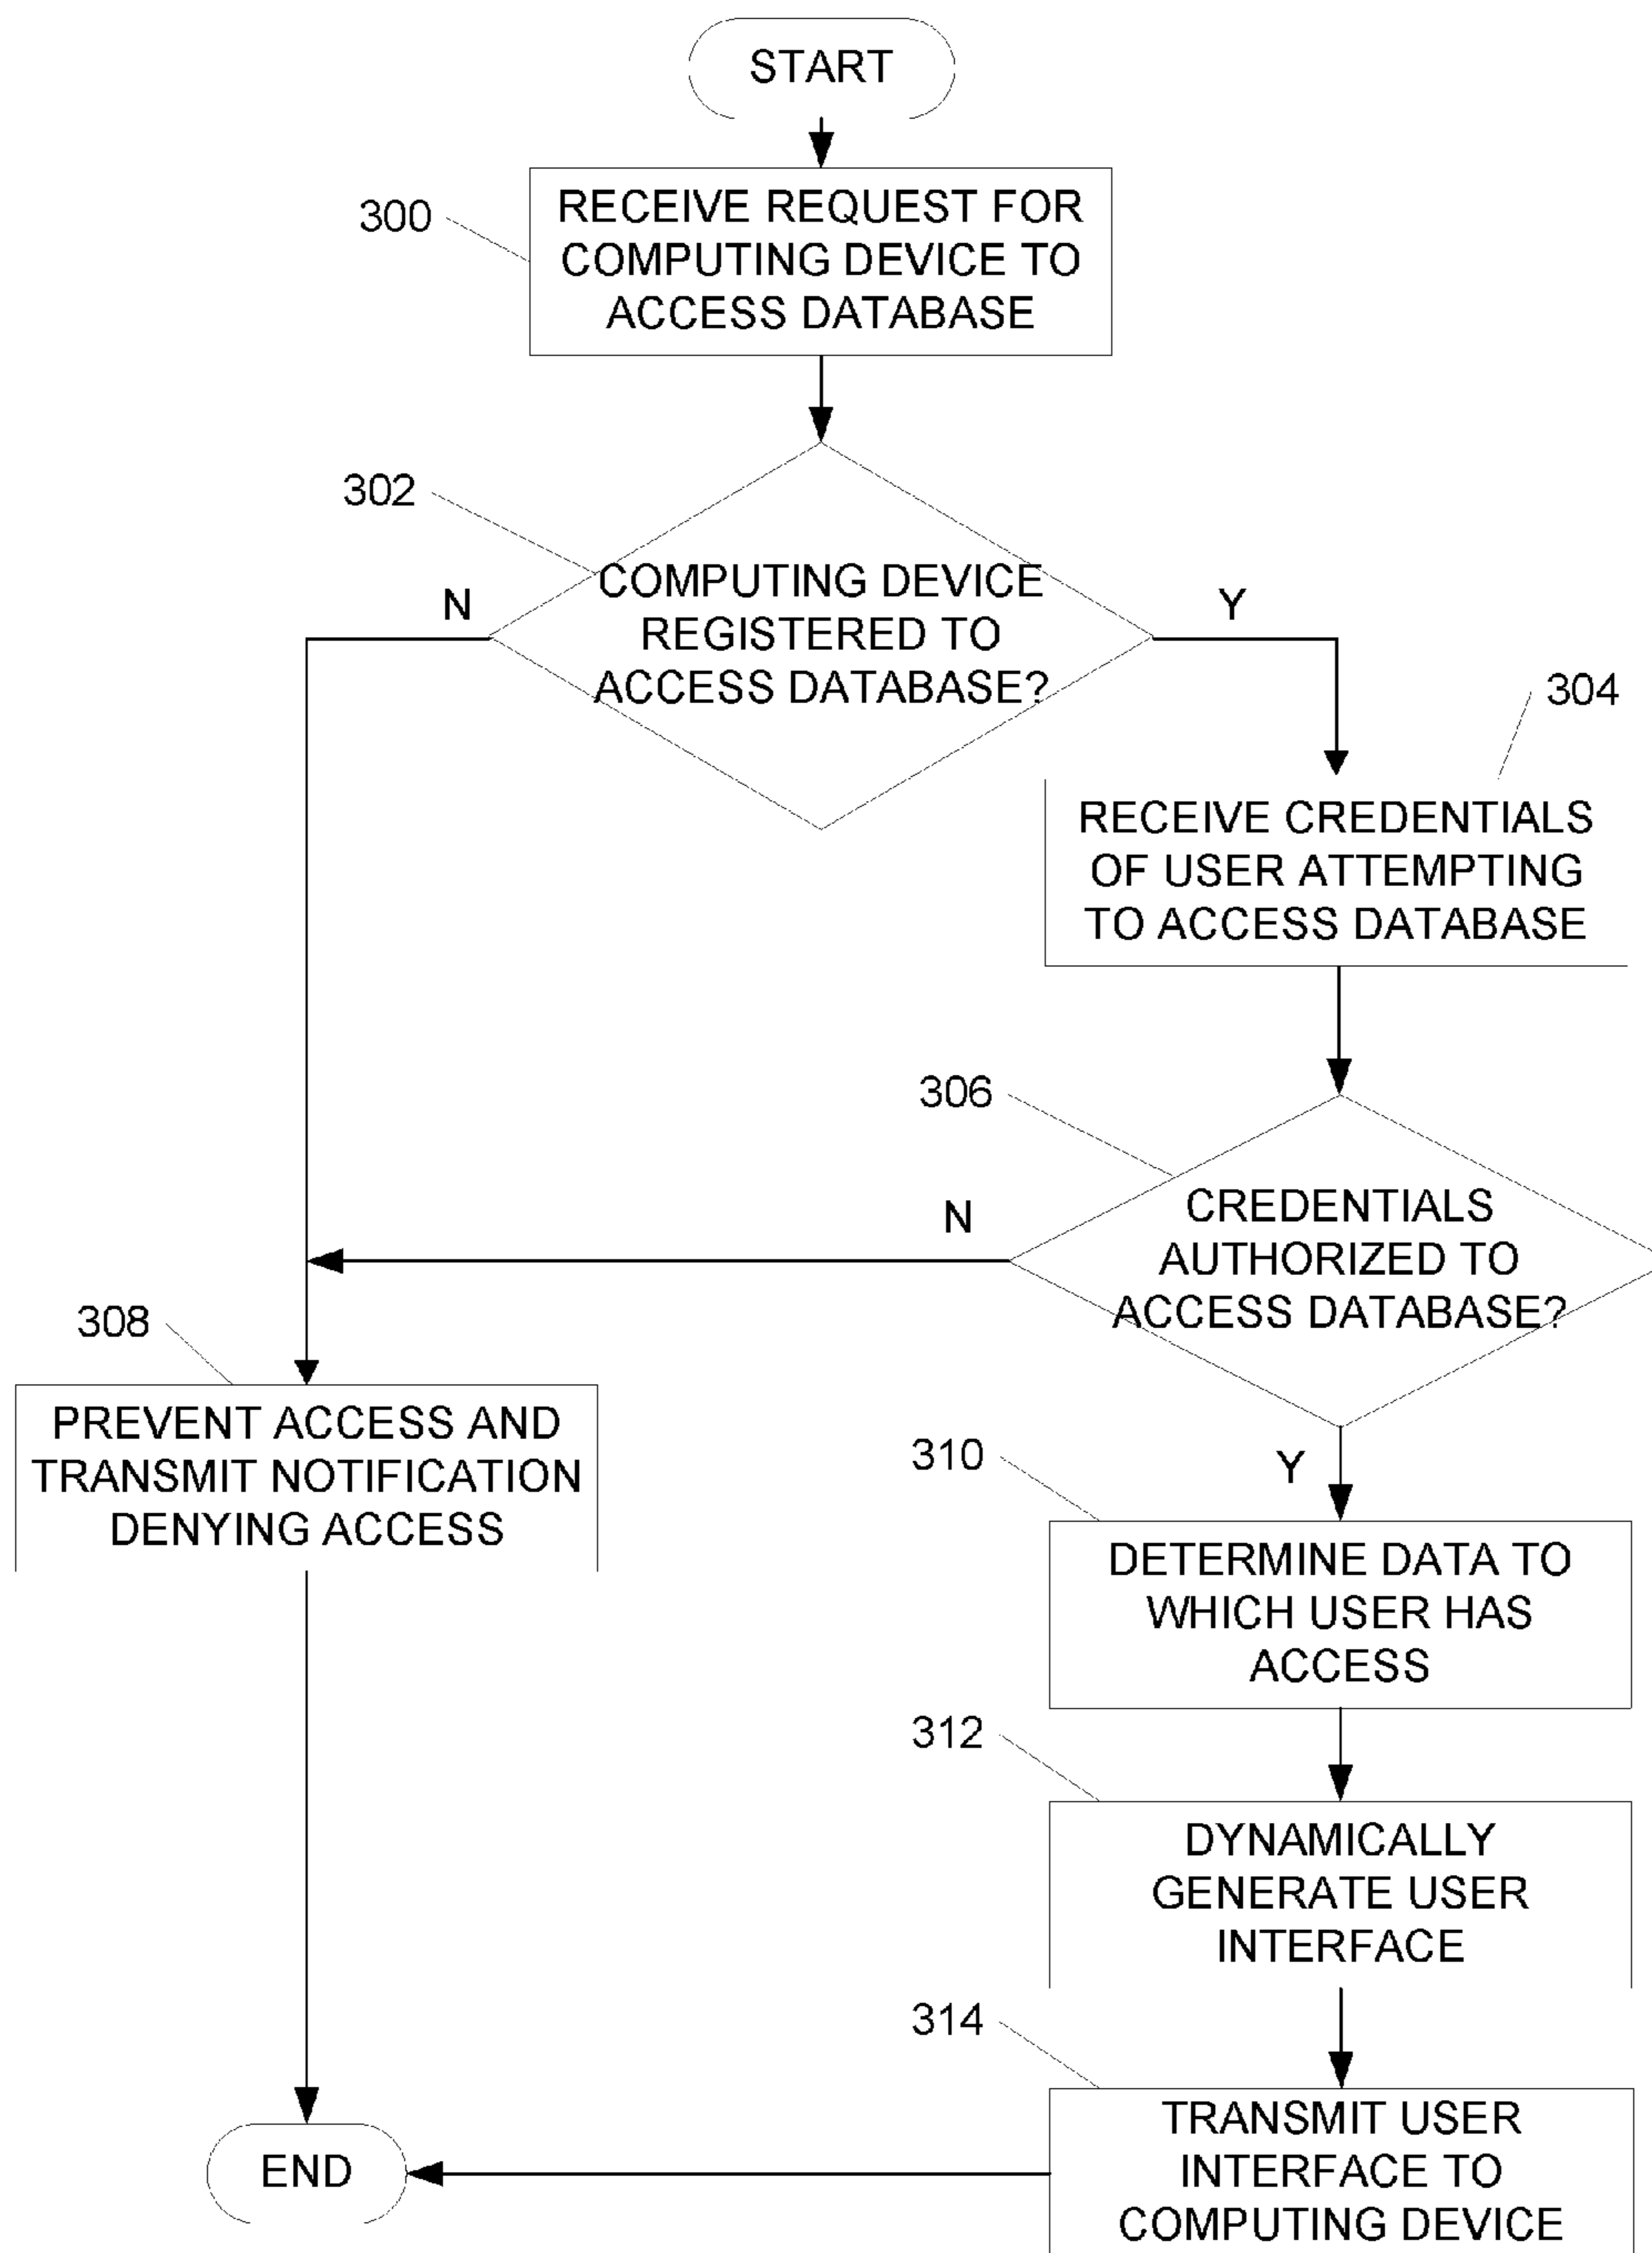 START
300
RECEIVE REQUEST FOR
COMPUTING DEVICE TO
ACCESS DATABASE
302
N
COMPUTING DEVICE
REGISTERED TO
ACCESS DATABASE?
Y
304
RECEIVE CREDENTIALS
OF USER ATTEMPTING
TO ACCESS DATABASE
306
N
CREDENTIALS
AUTHORIZED TO
ACCESS DATABASE?
308
PREVENT ACCESS AND
TRANSMIT NOTIFICATION
DENYING ACCESS
Y
310
DETERMINE DATA TO
WHICH USER HAS
ACCESS
312
DYNAMICALLY
GENERATE USER
INTERFACE
314
TRANSMIT USER
INTERFACE TO
COMPUTING DEVICE
END